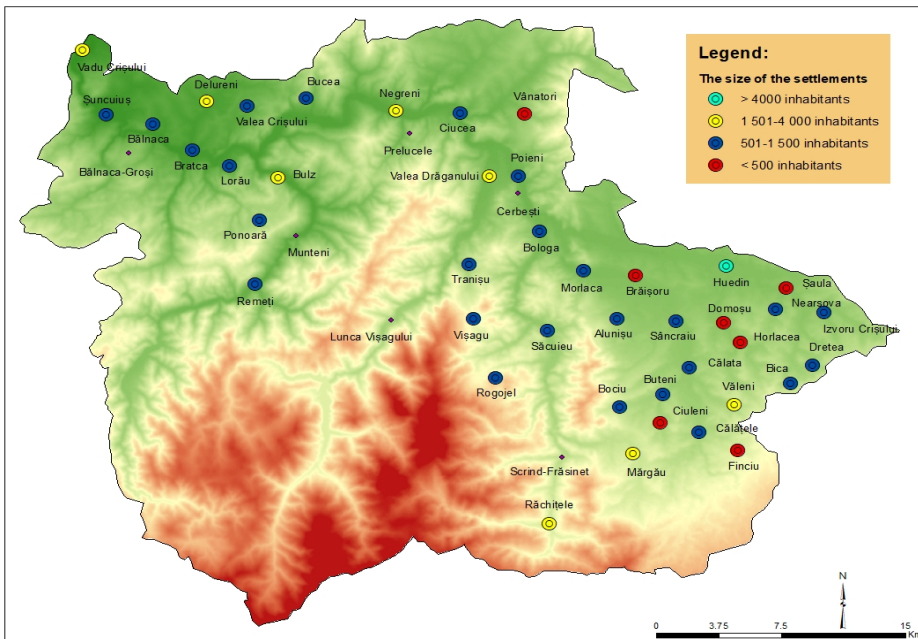 Legend:
The size of the settlements
> 4000 inhabitants
1 501-4 000 inhabitants
501-1 500 inhabitants
< 500 inhabitants
Vadu Crişului
Şuncuiuş
Delureni
Bucea
Valea Crişului
Negreni
Ciucea
Vânatori
Bălnaca
Prelucele
Bălnaca-Groşi
Bratca
Lorău
Bulz
Poieni
Valea Drăganului
Cerbeşti
Ponoară
Munteni
Bologa
Remeţi
Tranişu
Morlaca
Brăişoru
Huedin
Şaula
Nearşova
Domoşu
Izvoru Crişului
Lunca Vişagului
Vişagu
Săcuieu
Alunişu
Sâncraiu
Horlacea
Dretea
Călata
Bica
Rogojel
Bociu
Buteni
Văleni
Ciuleni
Călăţele
Scrind-Frăsinet
Mărgău
Finciu
Răchiţele
N
0 3.75 7.5 15
Km